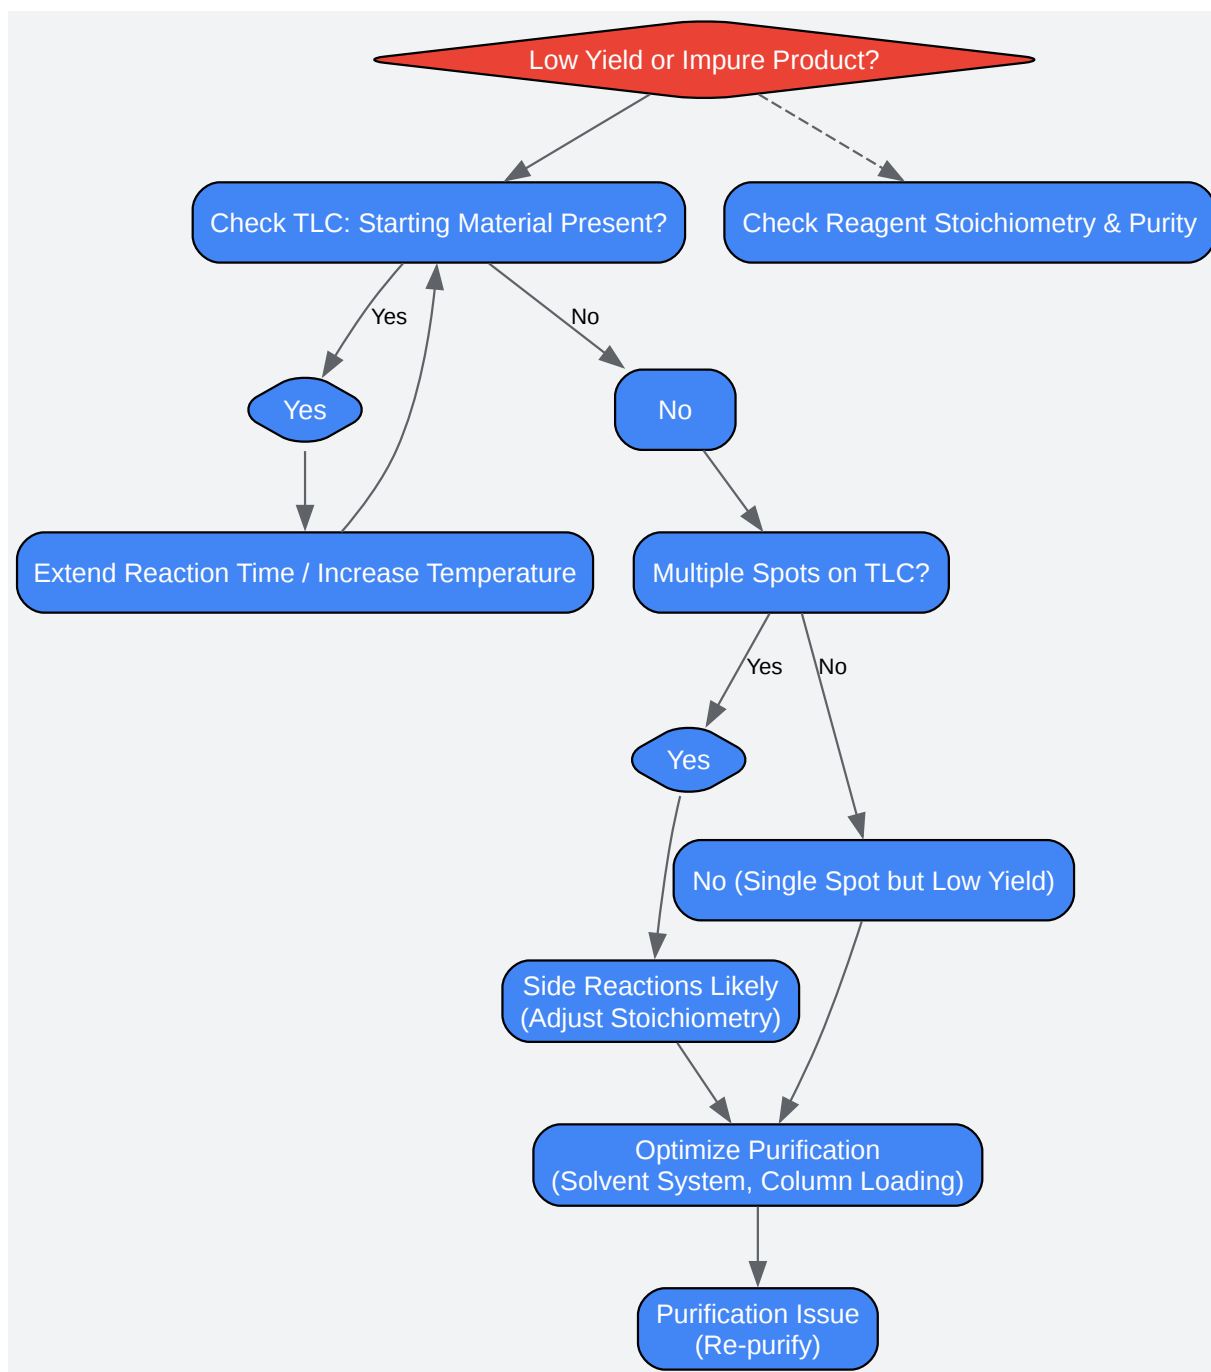 Low Yield or Impure Product?
Check TLC: Starting Material Present?
Check Reagent Stoichiometry & Purity
Yes
No
Yes
No
Extend Reaction Time / Increase Temperature
Multiple Spots on TLC?
Yes
No
Yes
No (Single Spot but Low Yield)
Side Reactions Likely
(Adjust Stoichiometry)
Optimize Purification
(Solvent System, Column Loading)
Purification Issue
(Re-purify)